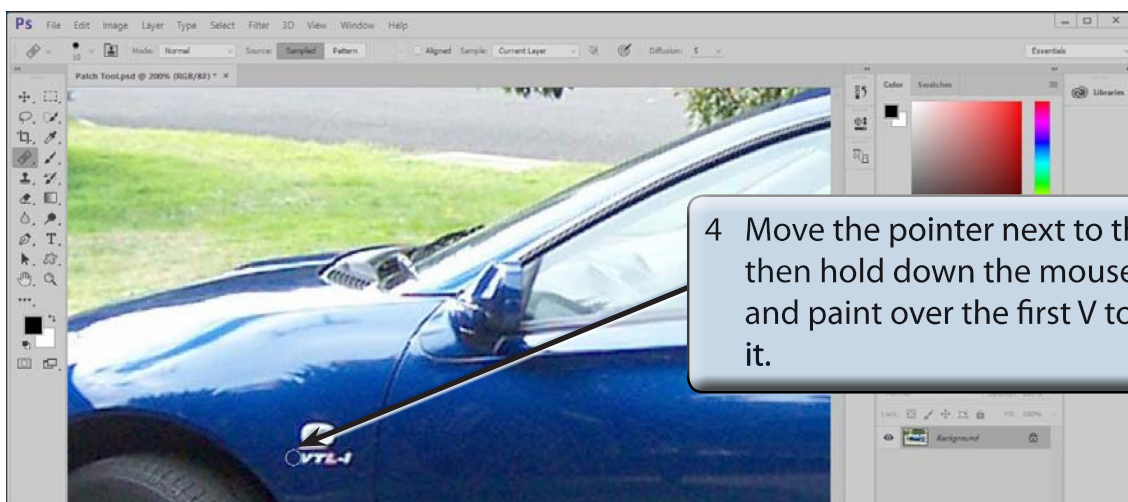 Ps File Edit Image Layer Type Select Filter 3D View Window Help
Mode: Normal Source: Sampled Pattern Aligned Sample: Current Layer Diffusion: 5
Essentials
Patch Tool.psd @ 200% (RGB/8#) * ×
Color Swatches
Libraries
4 Move the pointer next to th
then hold down the mouse
and paint over the first V to
it.
Background
VTL-i